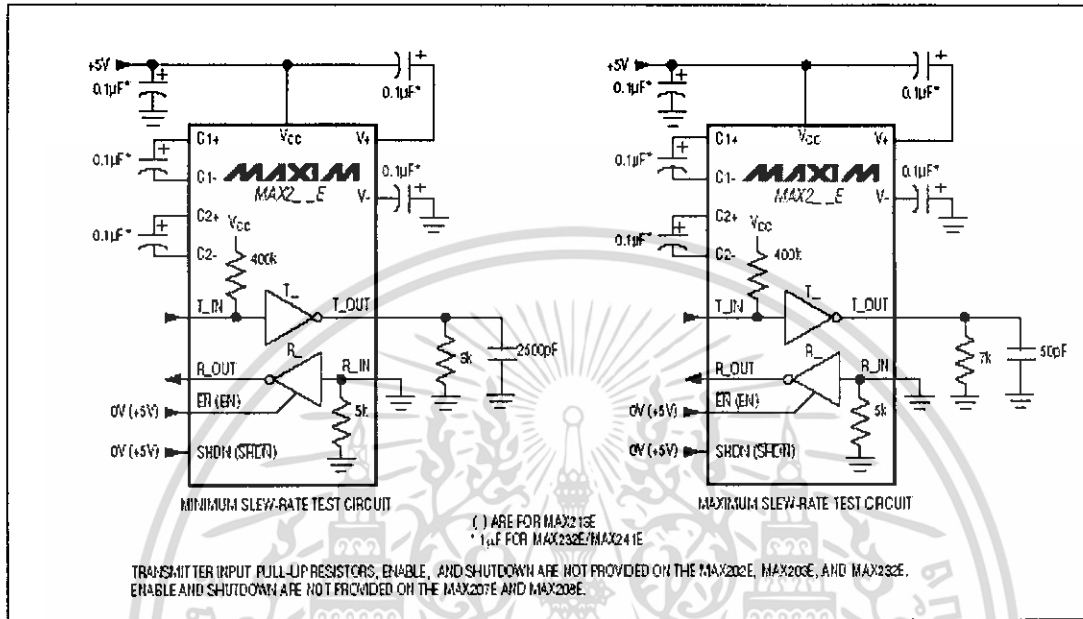 +5V
0.1µF*
0.1µF*
C1+
VCC
V+
0.1µF*
C1-
MAXIM
MAX2_ _E
0.1µF*
V-
C2+
0.1µF*
C2-
VCC
400k
T_IN
T_
T_OUT
R_OUT
R_
R_IN
5k
2500pF
EN (EN)
5k
0V (+5V)
0V (+5V)
SHDN (SHDN)
MINIMUM SLEW-RATE TEST CIRCUIT
+5V
0.1µF*
0.1µF*
C1+
VCC
V+
0.1µF*
C1-
MAXIM
MAX2_ _E
0.1µF*
V-
C2+
0.1µF*
C2-
VCC
400k
T_IN
T_
T_OUT
R_OUT
R_
R_IN
7k
50pF
EN (EN)
5k
0V (+5V)
0V (+5V)
SHDN (SHDN)
MAXIMUM SLEW-RATE TEST CIRCUIT
( ) ARE FOR MAX213E
* 1µF FOR MAX232E/MAX241E
TRANSMITTER INPUT PULL-UP RESISTORS, ENABLE, AND SHUTDOWN ARE NOT PROVIDED ON THE MAX202E, MAX203E, AND MAX232E.
ENABLE AND SHUTDOWN ARE NOT PROVIDED ON THE MAX207E AND MAX208E.